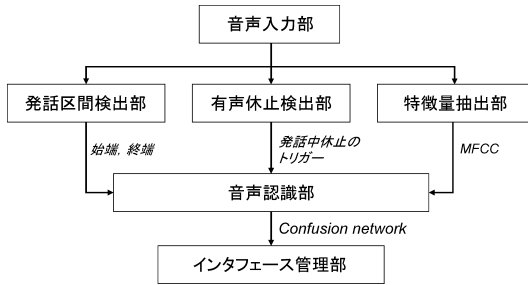 音声入力部
発話区間検出部
有声休止検出部
特徴量抽出部
始端, 終端
発話中休止の
トリガー
MFCC
音声認識部
Confusion network
インタフェース管理部